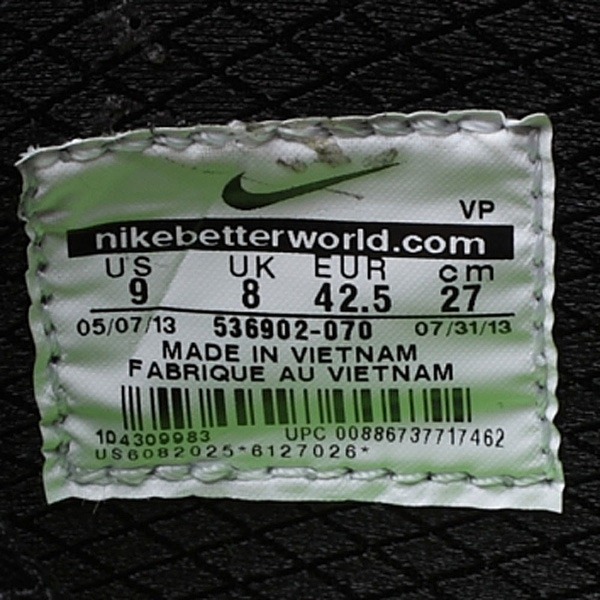 VP
nikebetterworld.com
US UK EUR cm
9 8 42.5 27
05/07/13 536902-070 07/31/13
MADE IN VIETNAM
FABRIQUE AU VIETNAM
104309983 UPC 00886737717462
US6082025*6127026*